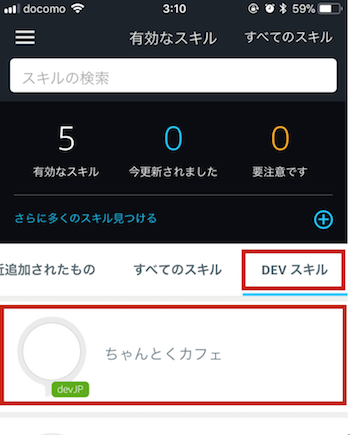 docomo 3:10 59%
有効なスキル すべてのスキル
スキルの検索
5 0 0
有効なスキル 今更新されました 要注意です
さらに多くのスキル見つける
近追加されたもの すべてのスキル DEV スキル
ちゃんとくカフェ
devJP